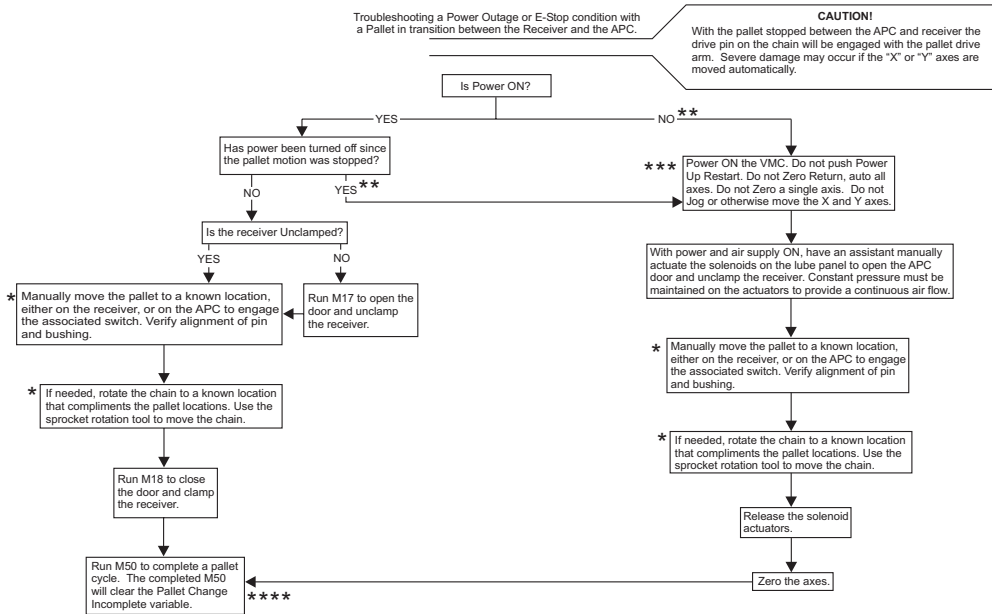 Troubleshooting a Power Outage or E-Stop condition with
a Pallet in transition between the Receiver and the APC.
CAUTION!
With the pallet stopped between the APC and receiver the
drive pin on the chain will be engaged with the pallet drive
arm. Severe damage may occur if the “X” or “Y” axes are
moved automatically.
Is Power ON?
YES
NO **
Has power been turned off since
the pallet motion was stopped?
NO
YES **
***
Power ON the VMC. Do not push Power
Up Restart. Do not Zero Return, auto all
axes. Do not Zero a single axis. Do not
Jog or otherwise move the X and Y axes.
Is the receiver Unclamped?
YES
NO
With power and air supply ON, have an assistant manually
actuate the solenoids on the lube panel to open the APC
door and unclamp the receiver. Constant pressure must be
maintained on the actuators to provide a continuous air flow.
*
Manually move the pallet to a known location,
either on the receiver, or on the APC to engage
the associated switch. Verify alignment of pin
and bushing.
Run M17 to open the
door and unclamp
the receiver.
*
Manually move the pallet to a known location,
either on the receiver, or on the APC to engage
the associated switch. Verify alignment of pin
and bushing.
*
If needed, rotate the chain to a known location
that compliments the pallet locations. Use the
sprocket rotation tool to move the chain.
*
If needed, rotate the chain to a known location
that compliments the pallet locations. Use the
sprocket rotation tool to move the chain.
Run M18 to close
the door and clamp
the receiver.
Release the solenoid
actuators.
Run M50 to complete a pallet
cycle. The completed M50
will clear the Pallet Change
Incomplete variable.
****
Zero the axes.